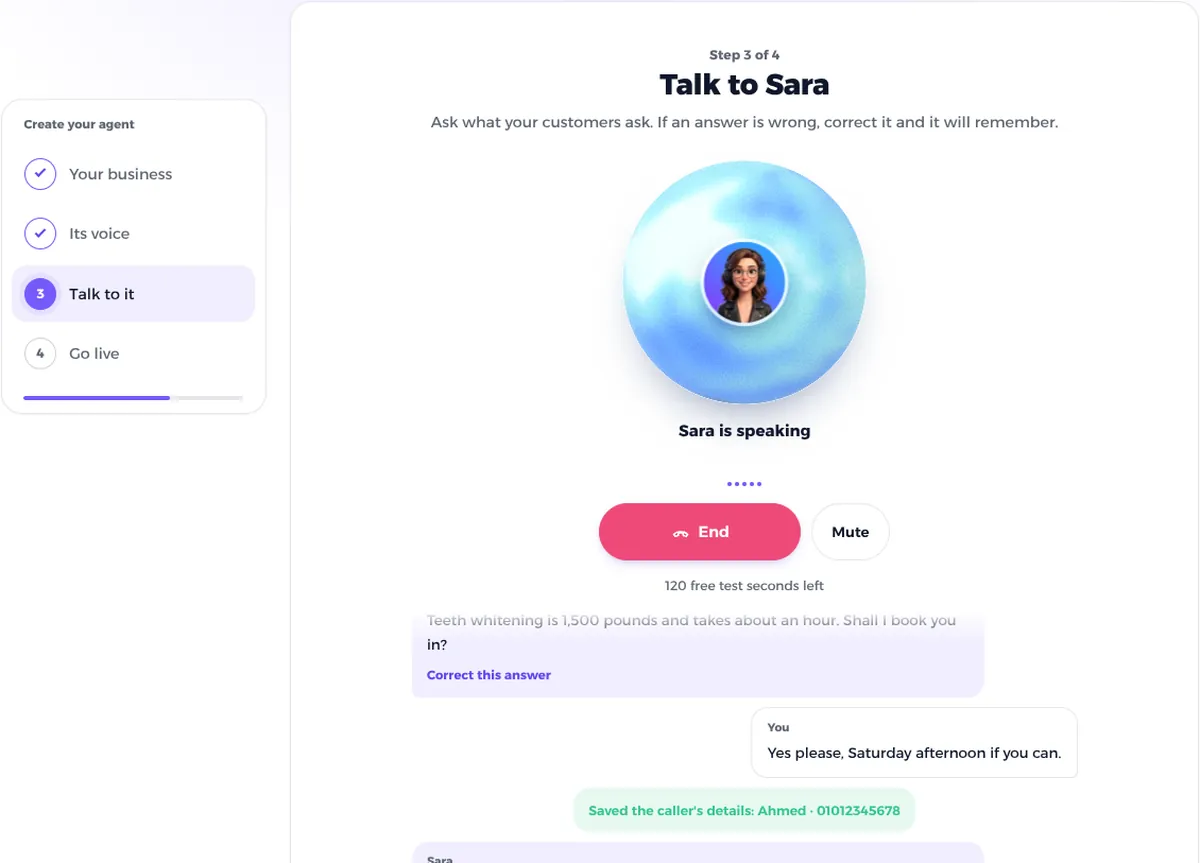 Create your agent
Your business
Its voice
3
Talk to it
4
Go live
Step 3 of 4
Talk to Sara
Ask what your customers ask. If an answer is wrong, correct it and it will remember.
Sara is speaking
End
Mute
120 free test seconds left
Teeth whitening is 1,500 pounds and takes about an hour. Shall I book you
in?
Correct this answer
You
Yes please, Saturday afternoon if you can.
Saved the caller's details: Ahmed · 01012345678
Sara